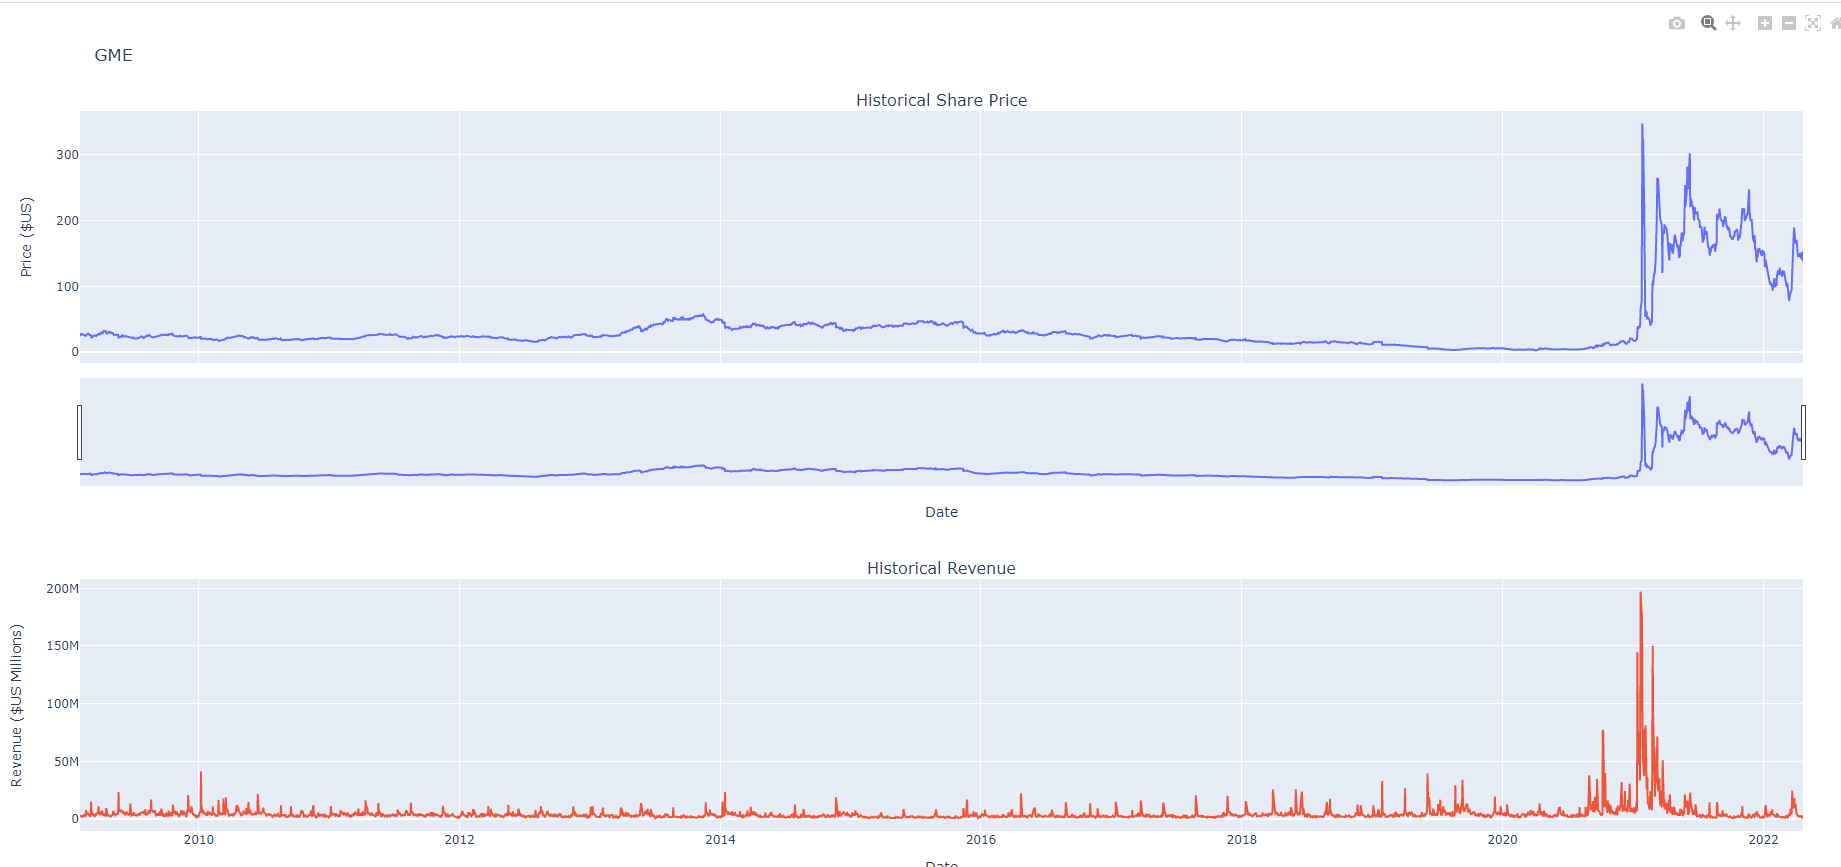 GME
Historical Share Price
300
200
100
0
Price ($US)
Date
Historical Revenue
200M
150M
100M
50M
0
Revenue ($US Millions)
2010 2012 2014 2016 2018 2020 2022
Date